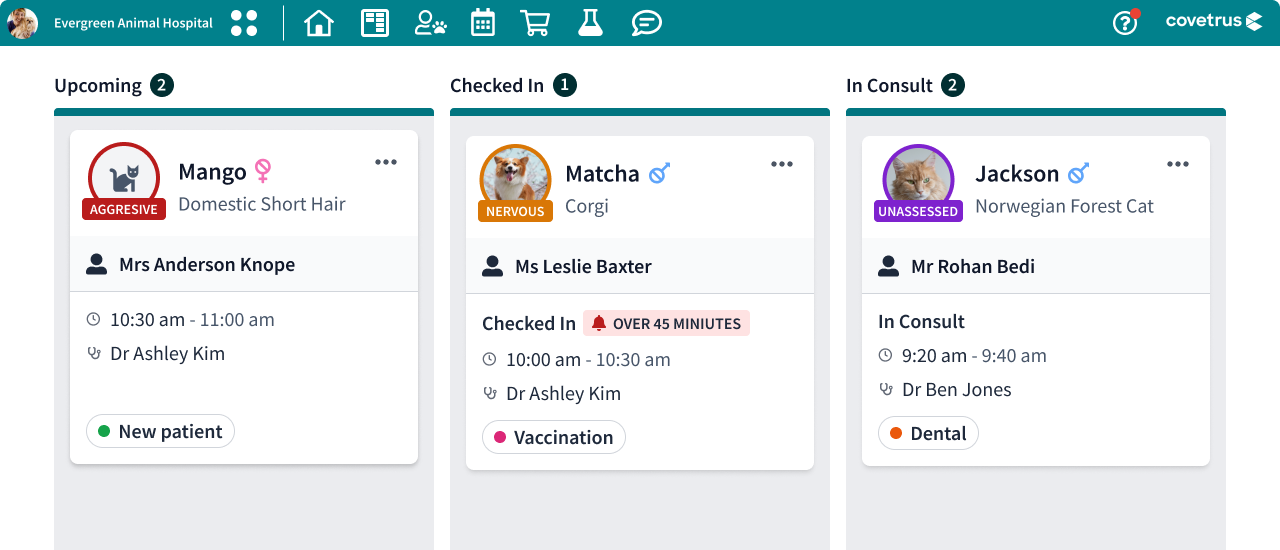 Evergreen Animal Hospital
covetrus
Upcoming 2
Checked In 1
In Consult 2
Mango
AGGRESIVE
Domestic Short Hair
Mrs Anderson Knope
10:30 am - 11:00 am
Dr Ashley Kim
New patient
Matcha
NERVOUS
Corgi
Ms Leslie Baxter
Checked In OVER 45 MINIUTES
10:00 am - 10:30 am
Dr Ashley Kim
Vaccination
Jackson
UNASSESSED
Norwegian Forest Cat
Mr Rohan Bedi
In Consult
9:20 am - 9:40 am
Dr Ben Jones
Dental